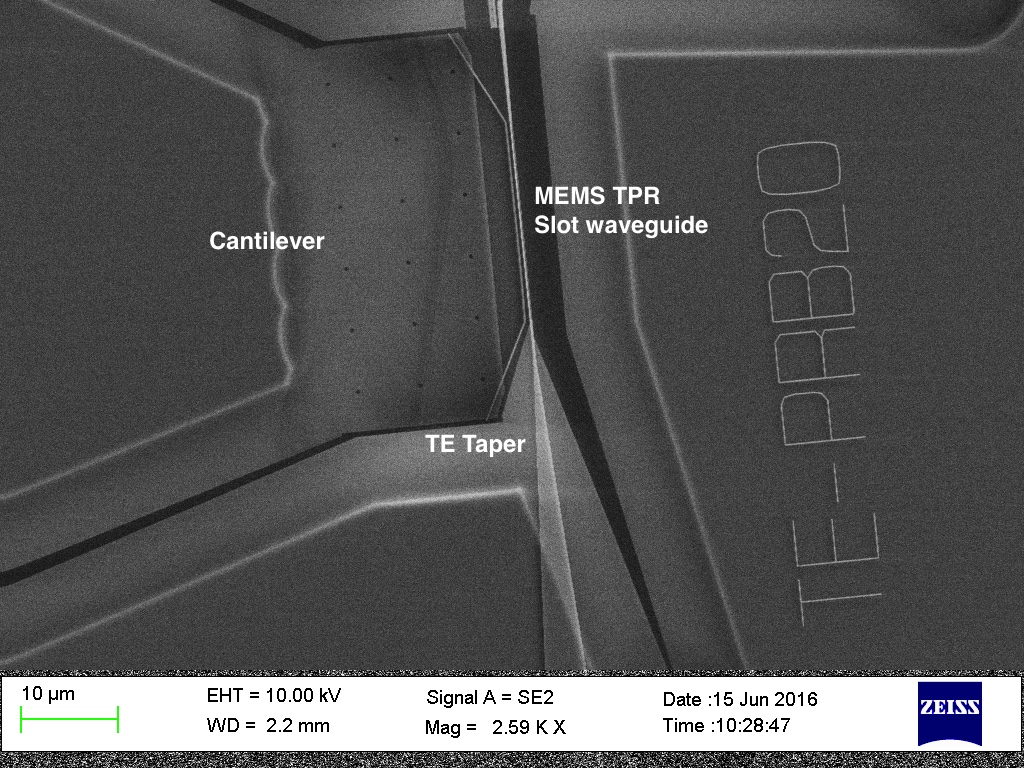 MEMS TPR
Slot waveguide
Cantilever
TE Taper
TE-PRB20
10 µm
EHT = 10.00 kV
WD = 2.2 mm
Signal A = SE2
Mag = 2.59 K X
Date :15 Jun 2016
Time :10:28:47
ZEISS